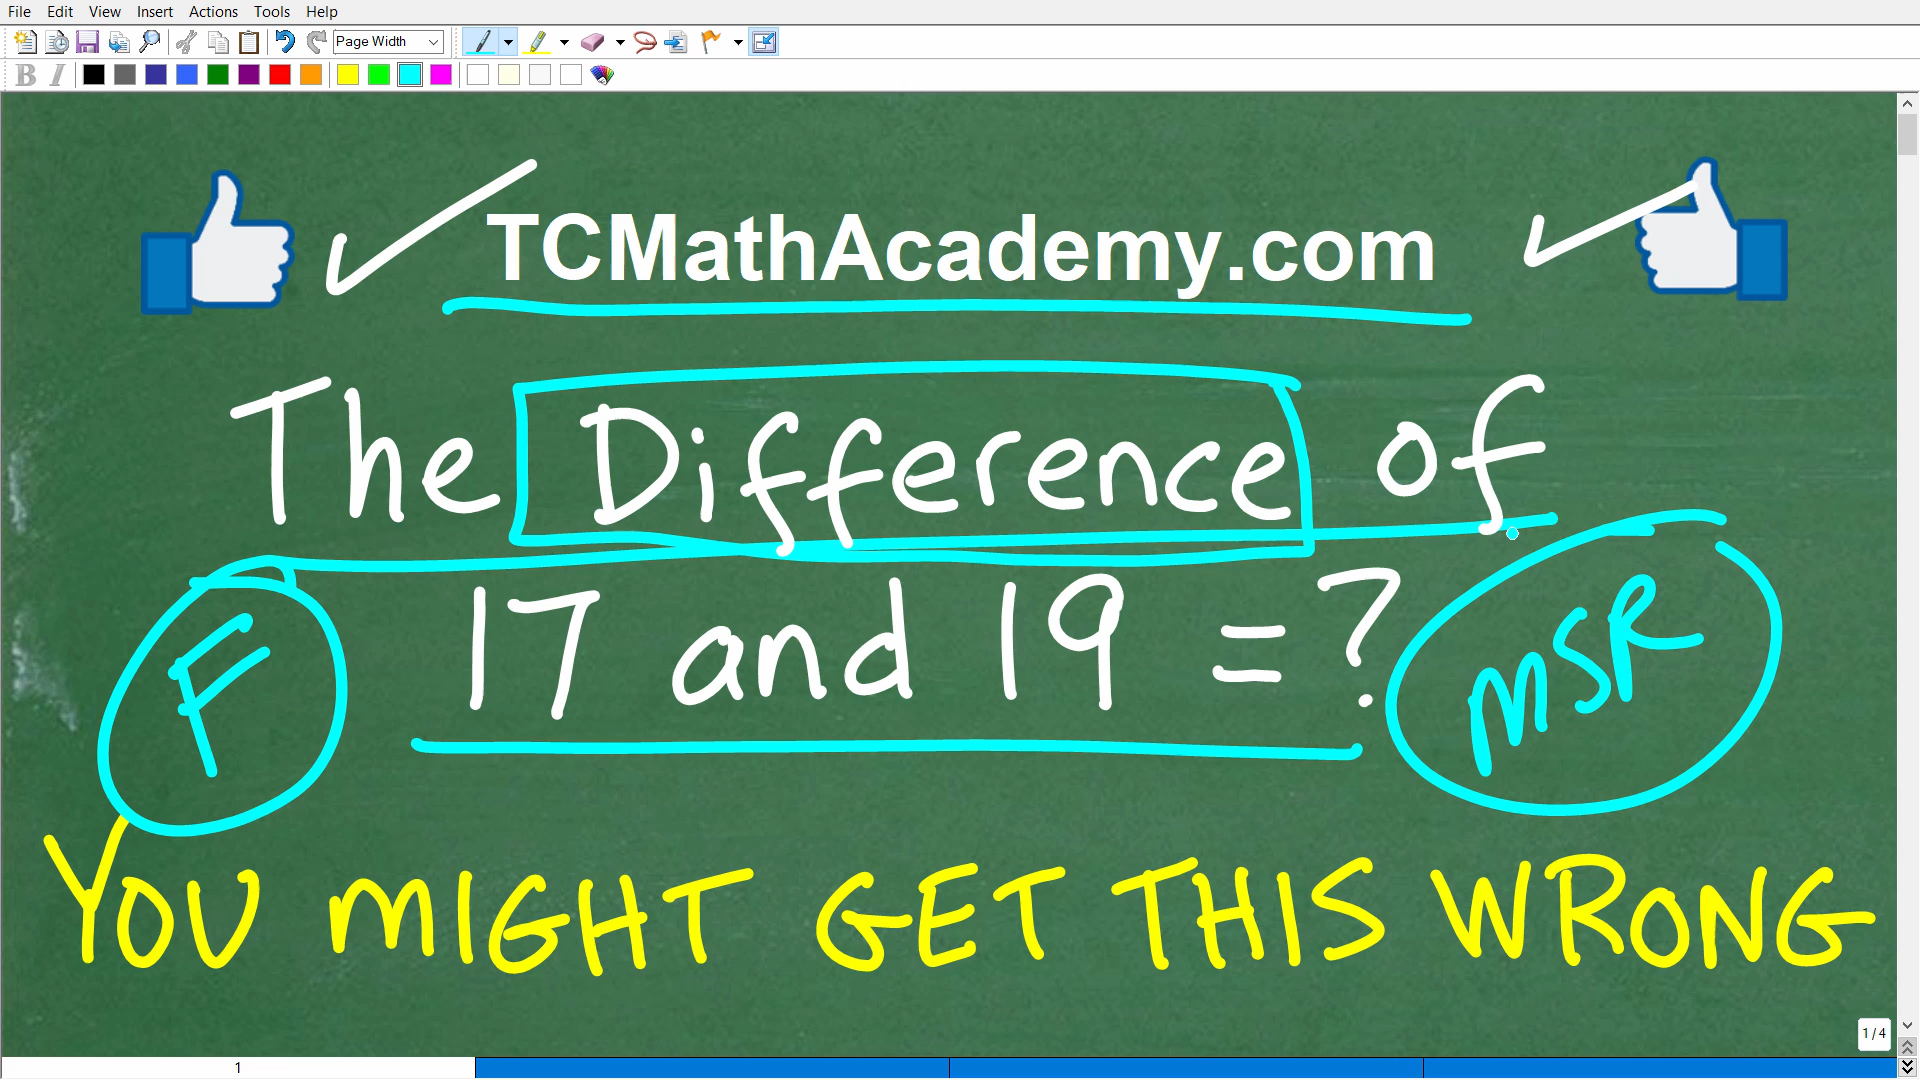 File Edit View Insert Actions Tools Help
Page Width
B I
TCMathAcademy.com
The Difference of
17 and 19 = ?
F
MSR
YOU MIGHT GET THIS WRONG
1 / 4
1